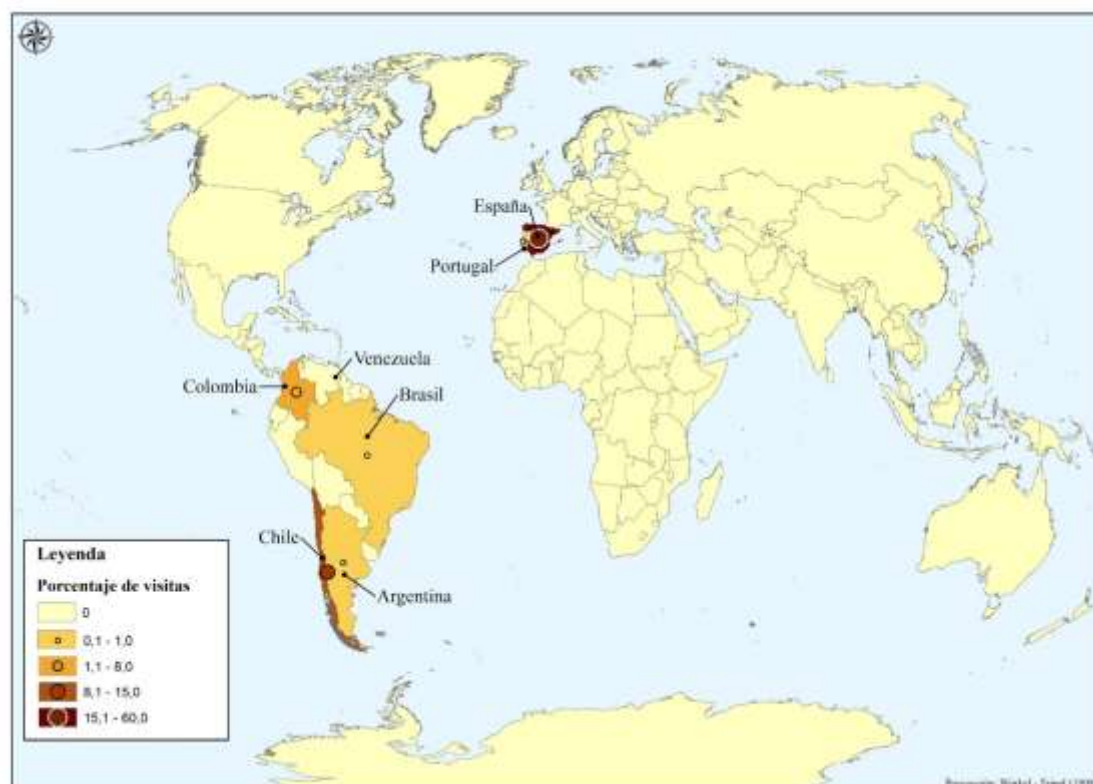 España
Portugal
Venezuela
Colombia
Brasil
Chile
Argentina
Leyenda
Porcentaje de visitas
0
0,1 - 1,0
1,1 - 8,0
8,1 - 15,0
15,1 - 60,0